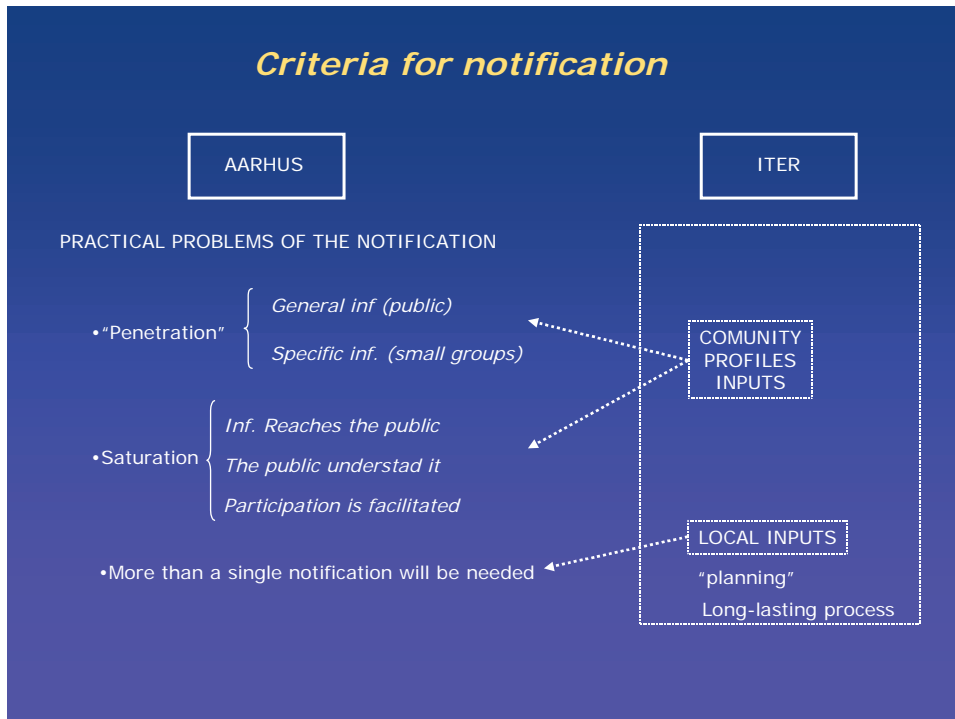 Criteria for notification
AARHUS
ITER
PRACTICAL PROBLEMS OF THE NOTIFICATION
•“Penetration”
General inf (public)
Specific inf. (small groups)
•Saturation
Inf. Reaches the public
The public understad it
Participation is facilitated
•More than a single notification will be needed
COMUNITY
PROFILES
INPUTS
LOCAL INPUTS
“planning”
Long-lasting process